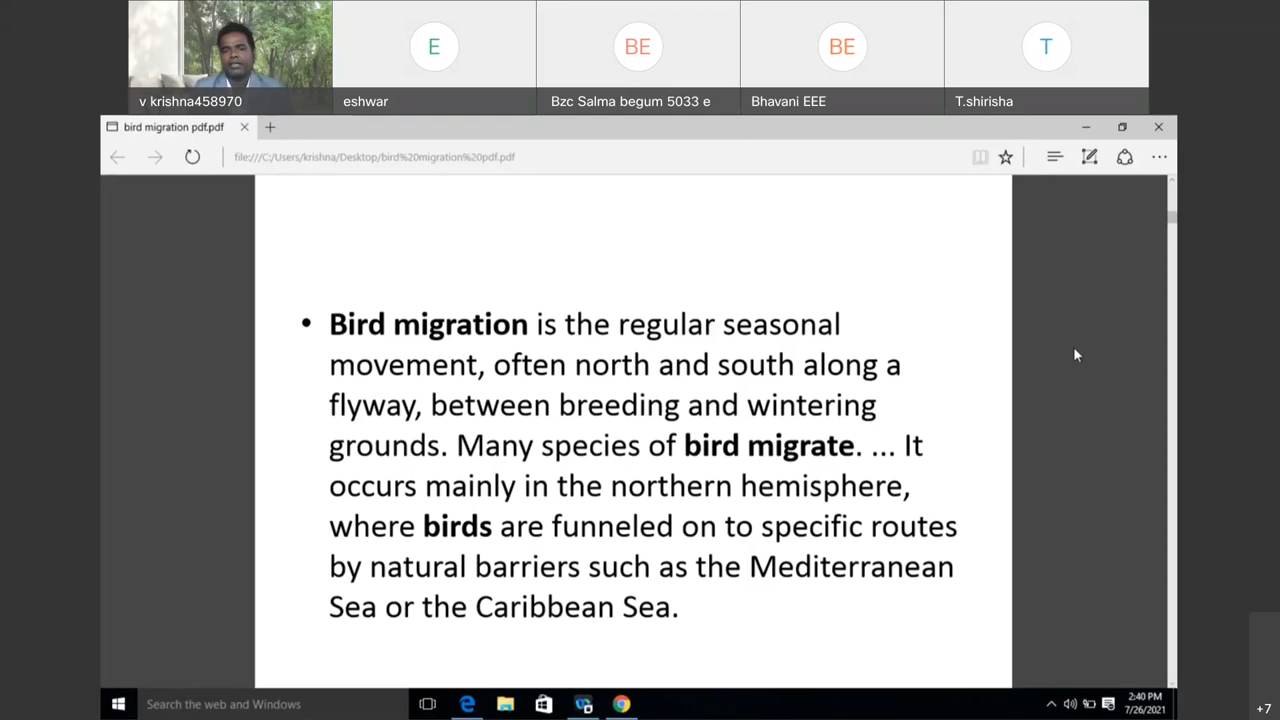 E
BE
BE
T
v krishna458970
eshwar
Bzc Salma begum 5033 e
Bhavani EEE
T.shirisha
bird migration pdf.pdf
file:///C:/Users/krishna/Desktop/bird%20migration%20pdf.pdf
• Bird migration is the regular seasonal
movement, often north and south along a
flyway, between breeding and wintering
grounds. Many species of bird migrate. ... It
occurs mainly in the northern hemisphere,
where birds are funneled on to specific routes
by natural barriers such as the Mediterranean
Sea or the Caribbean Sea.
Search the web and Windows
2:40 PM
7/26/2021
+7